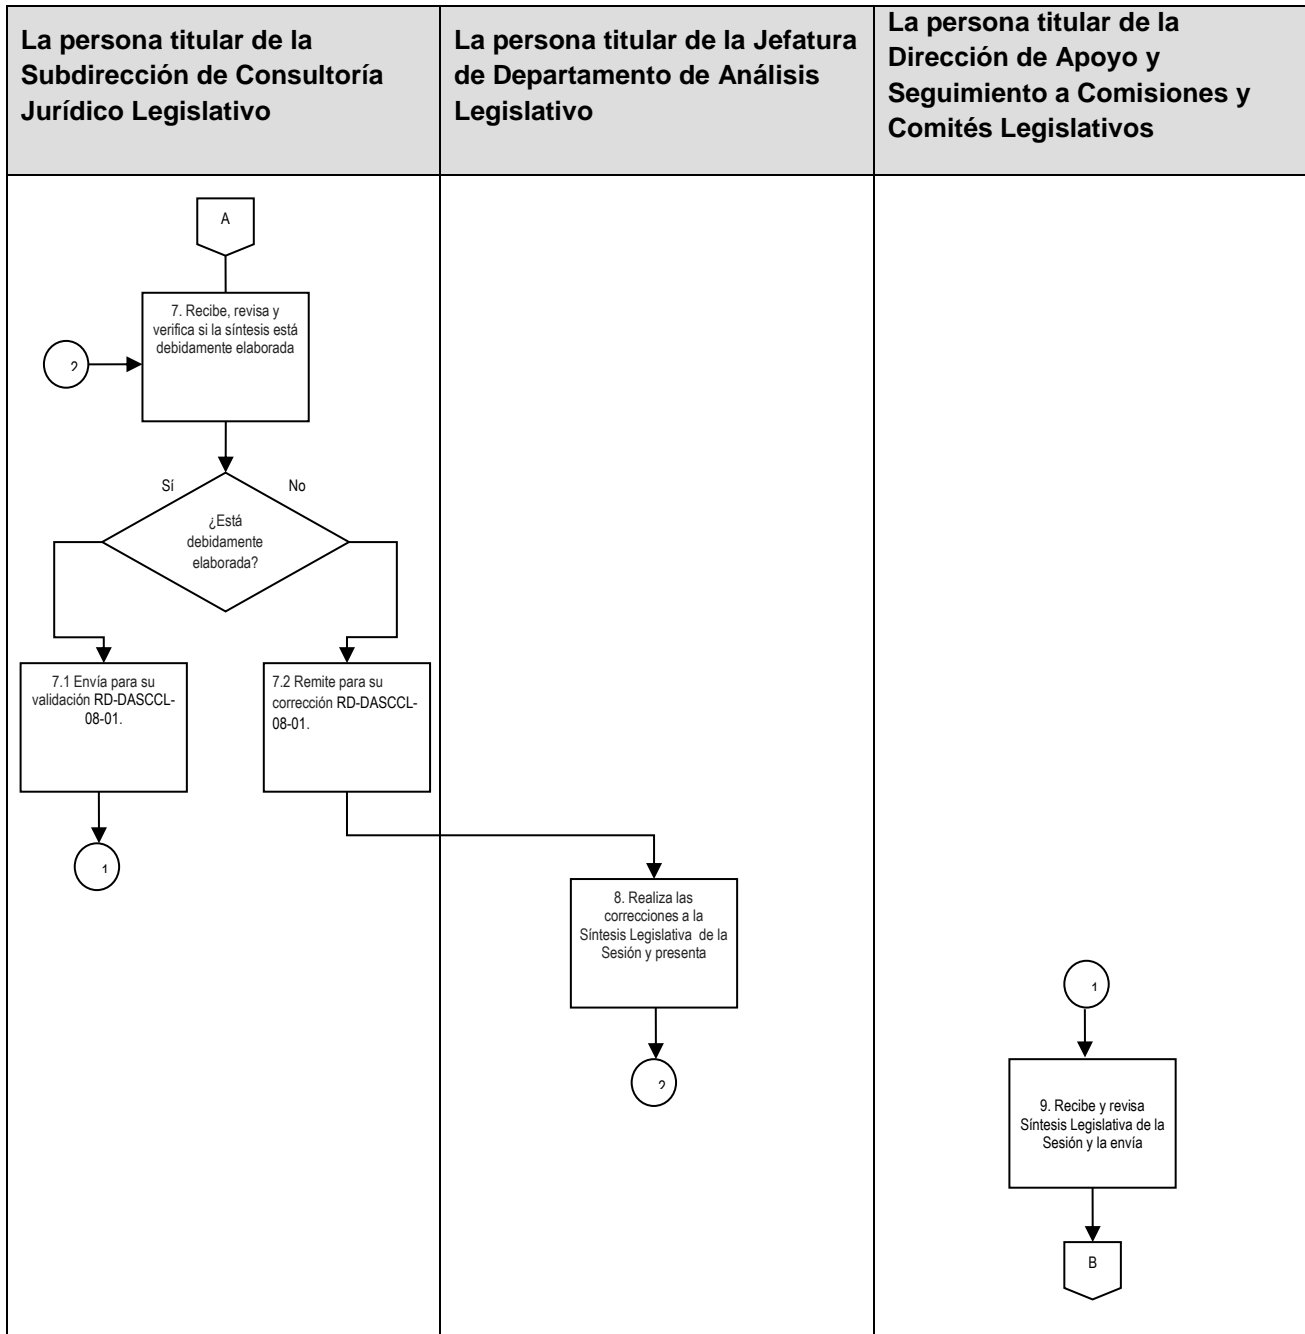 La persona titular de la
Subdirección de Consultoría
Jurídico Legislativo
La persona titular de la Jefatura
de Departamento de Análisis
Legislativo
La persona titular de la
Dirección de Apoyo y
Seguimiento a Comisiones y
Comités Legislativos
A
7. Recibe, revisa y
verifica si la síntesis está
debidamente elaborada
2
Sí
No
¿Está
debidamente
elaborada?
7.1 Envía para su
validación RD-DASCCL-
08-01.
7.2 Remite para su
corrección RD-DASCCL-
08-01.
1
8. Realiza las
correcciones a la
Síntesis Legislativa de la
Sesión y presenta
2
1
9. Recibe y revisa
Síntesis Legislativa de la
Sesión y la envía
B